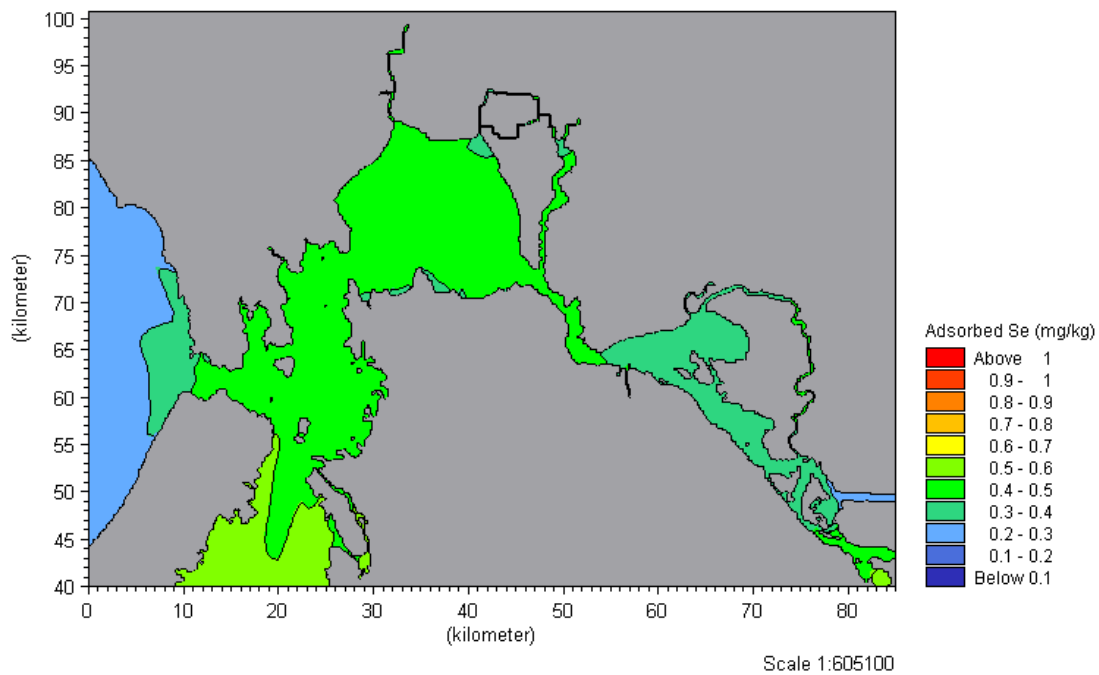 100
95
90
85
80
75
70
65
60
55
50
45
40
(kilometer)
0 10 20 30 40 50 60 70 80
(kilometer)
Adsorbed Se (mg/kg)
Above 1
0.9 - 1
0.8 - 0.9
0.7 - 0.8
0.6 - 0.7
0.5 - 0.6
0.4 - 0.5
0.3 - 0.4
0.2 - 0.3
0.1 - 0.2
Below 0.1
Scale 1:605100